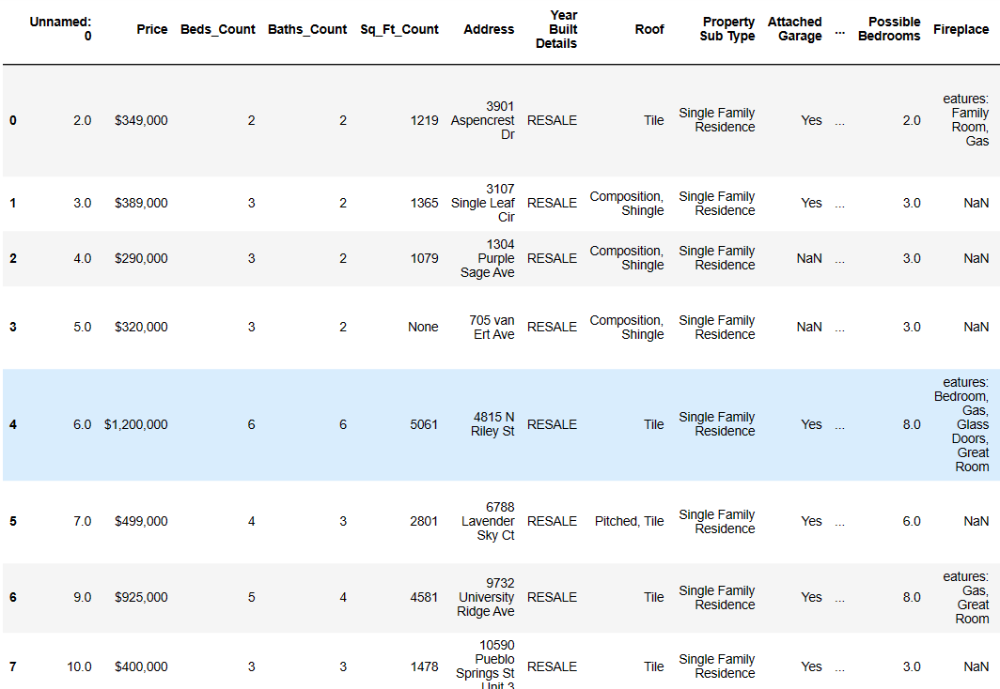 Unnamed: 0 Price Beds_Count Baths_Count Sq_Ft_Count Address Year Built Details Roof Property Sub Type Attached Garage ... Possible Bedrooms Fireplace
0 2.0 $349,000 2 2 1219 3901 Aspencrest Dr RESALE Tile Single Family Residence Yes ... 2.0 eatures: Family Room, Gas
1 3.0 $389,000 3 2 1365 3107 Single Leaf Cir RESALE Composition, Shingle Single Family Residence Yes ... 3.0 NaN
2 4.0 $290,000 3 2 1079 1304 Purple Sage Ave RESALE Composition, Shingle Single Family Residence NaN ... 3.0 NaN
3 5.0 $320,000 3 2 None 705 van Ert Ave RESALE Composition, Shingle Single Family Residence NaN ... 3.0 NaN
4 6.0 $1,200,000 6 6 5061 4815 N Riley St RESALE Tile Single Family Residence Yes ... 8.0 eatures: Bedroom, Gas, Glass Doors, Great Room
5 7.0 $499,000 4 3 2801 6788 Lavender Sky Ct RESALE Pitched, Tile Single Family Residence Yes ... 6.0 NaN
6 9.0 $925,000 5 4 4581 9732 University Ridge Ave RESALE Tile Single Family Residence Yes ... 8.0 eatures: Gas, Great Room
7 10.0 $400,000 3 3 1478 10590 Pueblo Springs St Unit 3 RESALE Tile Single Family Residence Yes ... 3.0 NaN